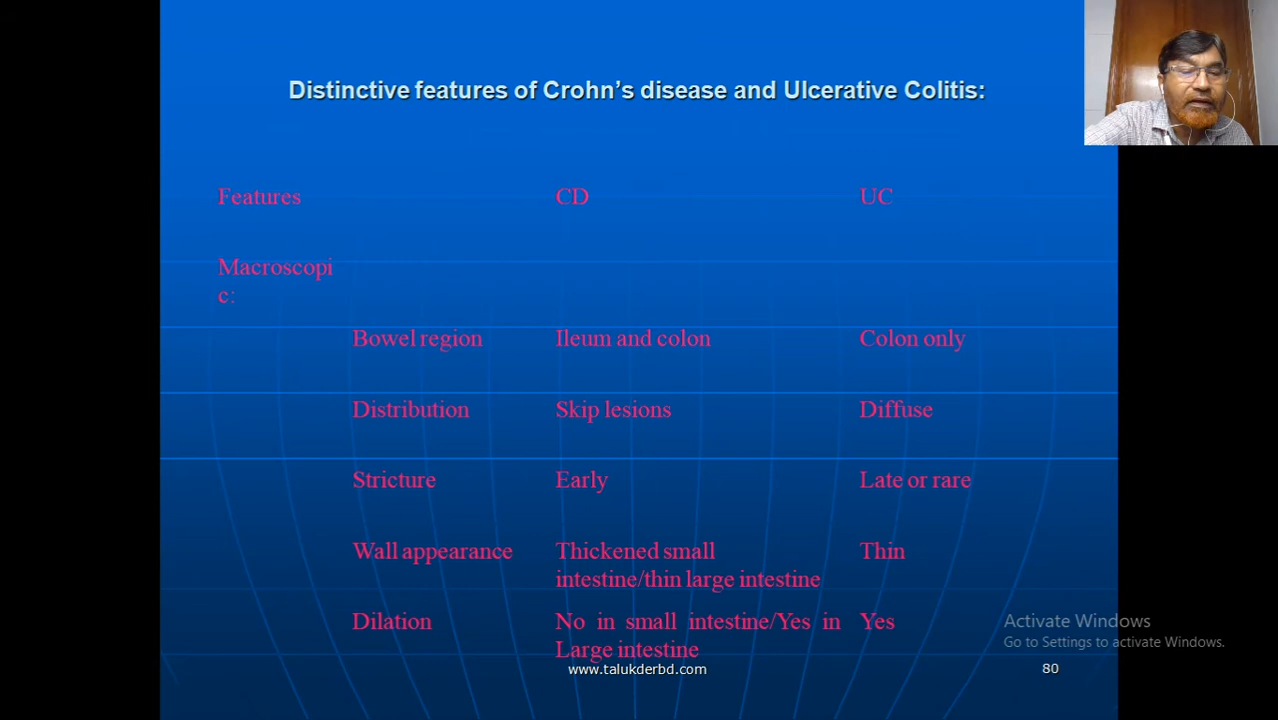 Distinctive features of Crohn’s disease and Ulcerative Colitis:
Features CD UC
Macroscopi
c:
Bowel region Ileum and colon Colon only
Distribution Skip lesions Diffuse
Stricture Early Late or rare
Wall appearance Thickened small Thin
intestine/thin large intestine
Dilation No in small intestine/Yes in Yes
Large intestine
Activate Windows
Go to Settings to activate Windows.
www.talukderbd.com 80